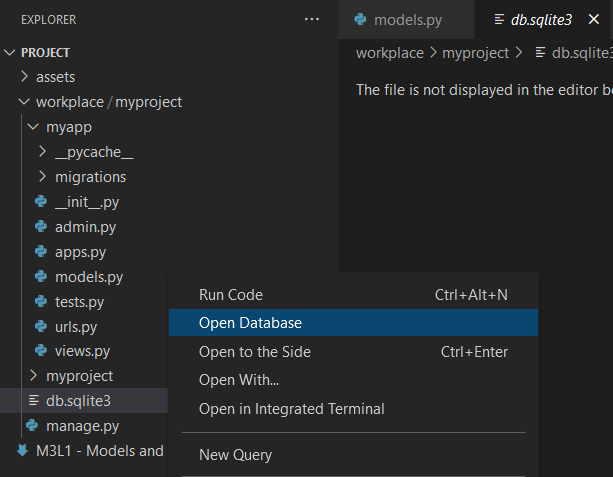 EXPLORER ...
models.py
db.sqlite3
PROJECT
assets
workplace / myproject
myapp
__pycache__
migrations
__init__.py
admin.py
apps.py
models.py
tests.py
urls.py
views.py
myproject
db.sqlite3
manage.py
M3L1 - Models and
workplace > myproject > db.sqlite3
The file is not displayed in the editor be
Run Code Ctrl+Alt+N
Open Database
Open to the Side Ctrl+Enter
Open With...
Open in Integrated Terminal
New Query